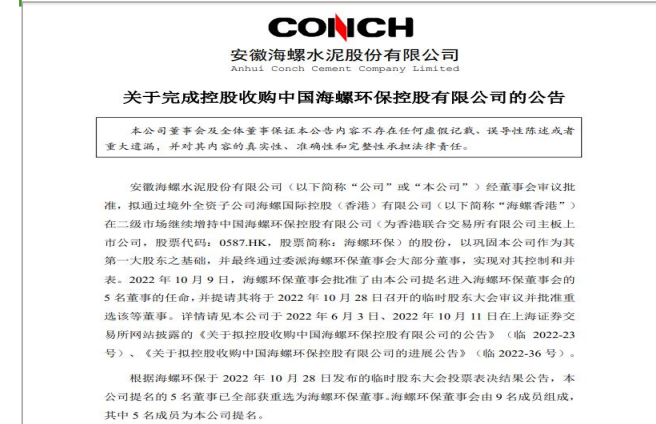 CONCH
安徽海螺水泥股份有限公司
Anhui Conch Cement Company Limited
关于完成控股收购中国海螺环保控股有限公司的公告
本公司董事会及全体董事保证本公告内容不存在任何虚假记载、误导性陈述或者
重大遗漏，并对其内容的真实性、准确性和完整性承担法律责任。
安徽海螺水泥股份有限公司（以下简称“公司”或“本公司”）经董事会审议批
准，拟通过境外全资子公司海螺国际控股（香港）有限公司（以下简称“海螺香港”）
在二级市场继续增持中国海螺环保控股有限公司（为香港联合交易所有限公司主板上
市公司，股票代码：0587.HK，股票简称：海螺环保）的股份，以巩固本公司作为其
第一大股东之基础，并最终通过委派海螺环保董事会大部分董事，实现对其控制和并
表。2022 年 10 月 9 日，海螺环保董事会批准了由本公司提名进入海螺环保董事会的
5 名董事的任命，并提请其将于 2022 年 10 月 28 日召开的临时股东大会审议并批准重
选该等董事。详情请见本公司于 2022 年 6 月 3 日、2022 年 10 月 11 日在上海证券交
易所网站披露的《关于拟控股收购中国海螺环保控股有限公司的公告》（临 2022-23
号）、《关于拟控股收购中国海螺环保控股有限公司的进展公告》（临 2022-36 号）。
根据海螺环保于 2022 年 10 月 28 日发布的临时股东大会投票表决结果公告，本
公司提名的 5 名董事已全部获重选为海螺环保董事。海螺环保董事会由 9 名成员组成，
其中 5 名成员为本公司提名。